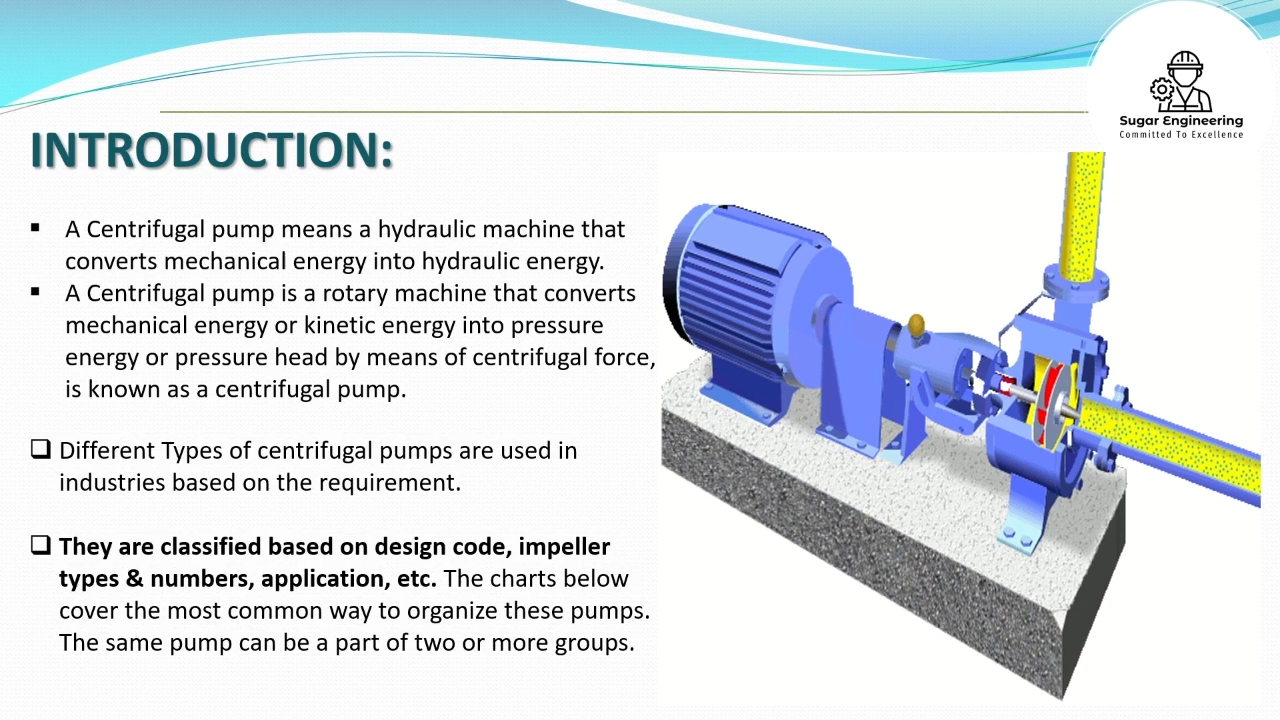 Sugar Engineering
Committed To Excellence
INTRODUCTION:
▪ A Centrifugal pump means a hydraulic machine that
converts mechanical energy into hydraulic energy.
▪ A Centrifugal pump is a rotary machine that converts
mechanical energy or kinetic energy into pressure
energy or pressure head by means of centrifugal force,
is known as a centrifugal pump.
❑ Different Types of centrifugal pumps are used in
industries based on the requirement.
❑ They are classified based on design code, impeller
types & numbers, application, etc. The charts below
cover the most common way to organize these pumps.
The same pump can be a part of two or more groups.